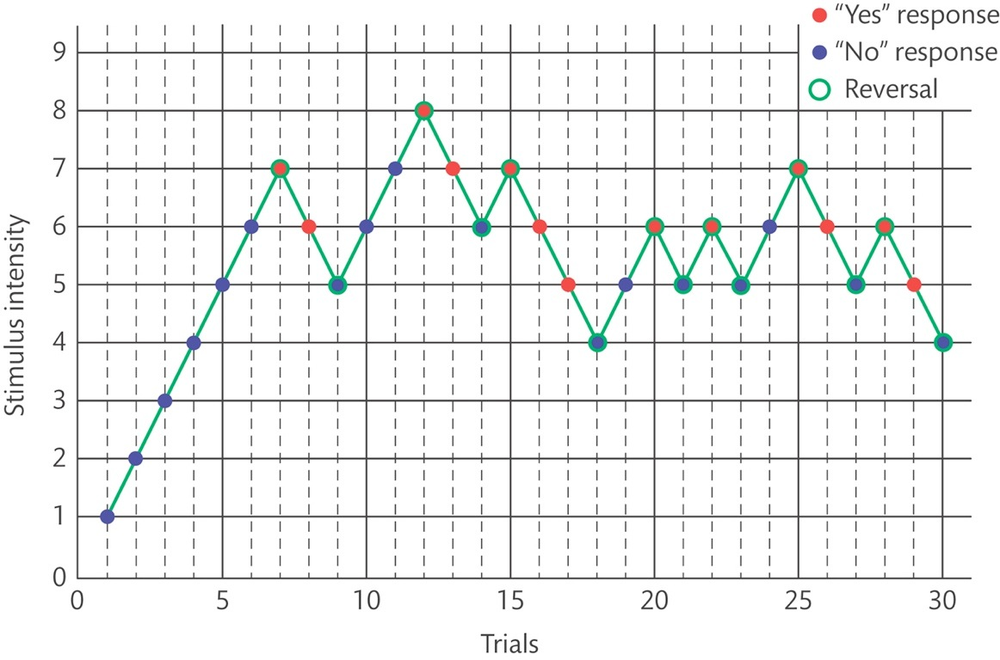 “Yes” response
“No” response
Reversal
9
8
7
6
5
4
3
2
1
0
Stimulus intensity
0 5 10 15 20 25 30
Trials